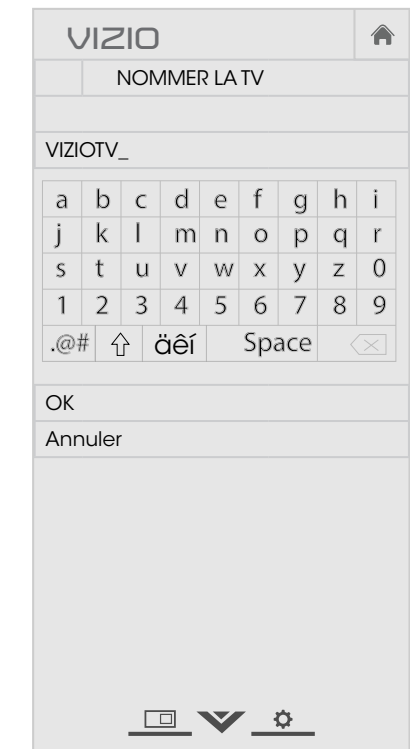 VIZIO
NOMMER LA TV
VIZIOTV_
a b c d e f g h i
j k l m n o p q r
s t u v w x y z 0
1 2 3 4 5 6 7 8 9
.@# äêí Space
OK
Annuler